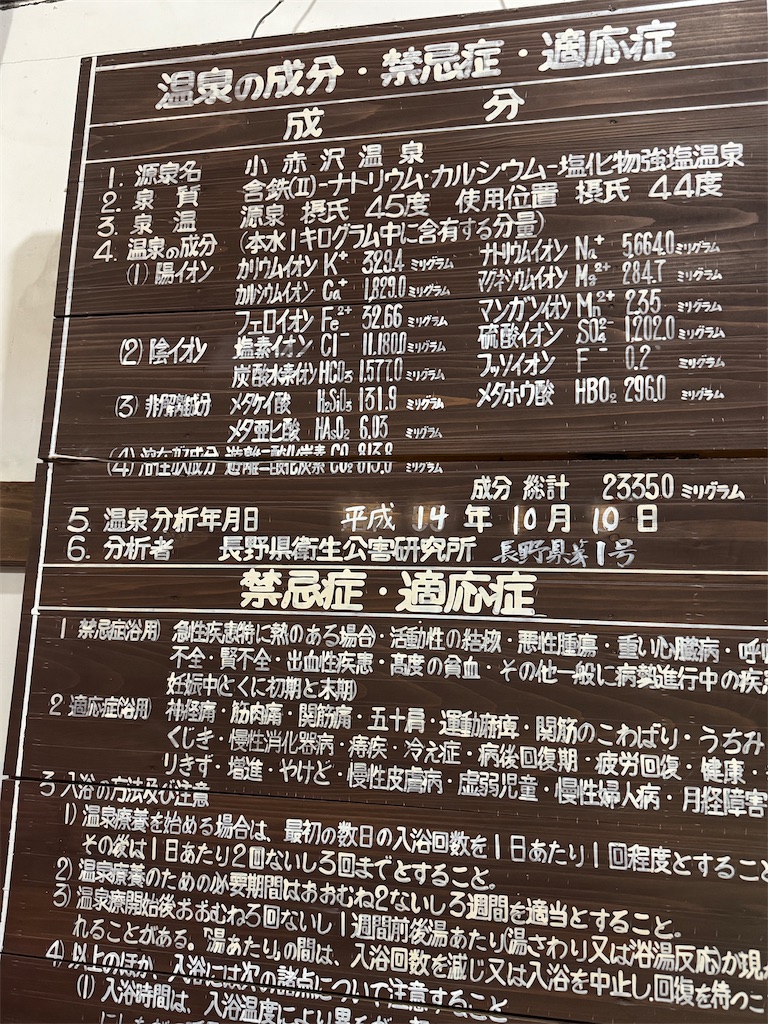 温泉の成分・禁忌症・適応症
成 分
1. 源泉名 小赤沢温泉
2. 泉質 含鉄(II)-ナトリウム・カルシウム-塩化物強塩温泉
3. 泉温 源泉 摂氏 45度 使用位置 摂氏 44度
4. 温泉の成分 (本水1キログラム中に含有する分量)
(1) 陽イオン カリウムイオン K⁺ 329.4 ミリグラム ナトリウムイオン Na⁺ 5,664.0 ミリグラム
カルシウムイオン Ca⁺ 1,829.0 ミリグラム マグネシウムイオン Mg²⁺ 284.7 ミリグラム
フェロイオン Fe²⁺ 32.66 ミリグラム マンガンイオン Mn²⁺ 2.35 ミリグラム
(2) 陰イオン 塩素イオン Cl⁻ 11,180.0 ミリグラム 硫酸イオン SO4²⁻ 1,202.0 ミリグラム
炭酸水素イオン HCO₃ 1,577.0 ミリグラム フッソイオン F⁻ 0.2 ミリグラム
(3) 非解離成分 メタケイ酸 H₂SiO₃ 131.9 ミリグラム メタホウ酸 HBO₂ 296.0 ミリグラム
メタ亜ヒ酸 HAsO₂ 6.03 ミリグラム
(4) 溶存ガス成分 遊離二酸化炭素 CO₂ 813.8 ミリグラム
成分総計 23350 ミリグラム
5. 温泉分析年月日 平成 14 年 10 月 10 日
6. 分析者 長野県衛生公害研究所 長野県第1号
禁忌症・適応症
1 禁忌症(浴用) 急性疾患(特に熱のある場合・活動性の結核・悪性腫瘍・重い心臓病・呼
不全・腎不全・出血性疾患・高度の貧血・その他一般に病勢進行中の疾
妊娠中(とくに初期と末期)
2 適応症(浴用) 神経痛・筋肉痛・関筋痛・五十肩・運動麻痺・関筋のこわばり・うちみ
くじき・慢性消化器病・痔疾・冷え症・病後回復期・疲労回復・健康・
りきず・増進・やけど・慢性皮膚病・虚弱児童・慢性婦人病・月経障害
3 入浴の方法及び注意
1) 温泉療養を始める場合は、最初の数日の入浴回数を1日あたり1回程度とすること
その後は1日あたり2回ないし3回までとすること。
2) 温泉療養のための必要期間はおおむね2ないし3週間を適当とすること。
3) 温泉療開始後おおむね3回ないし1週間前後湯あたり(湯さわり又は浴湯反応)が現
れることがある。「湯あたり」の間は、入浴回数を減じ又は入浴を中止し、回復を待つこ
4) 以上のほか、入浴には次の諸点について注意すること
(1) 入浴時間は、入浴温度により異るが、